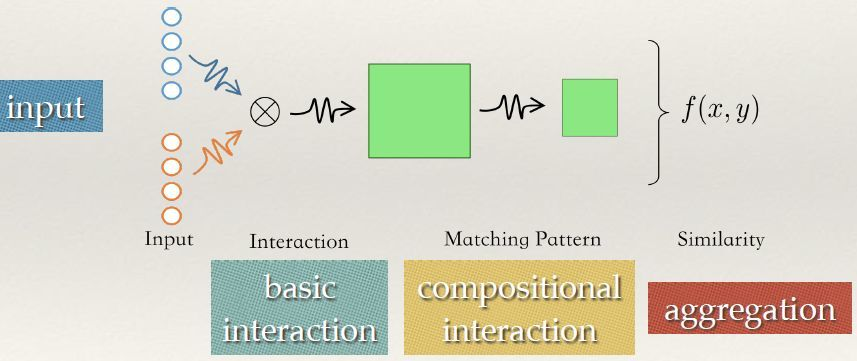 input
f(x, y)
Input
Interaction
Matching Pattern
Similarity
basic
interaction
compositional
interaction
aggregation